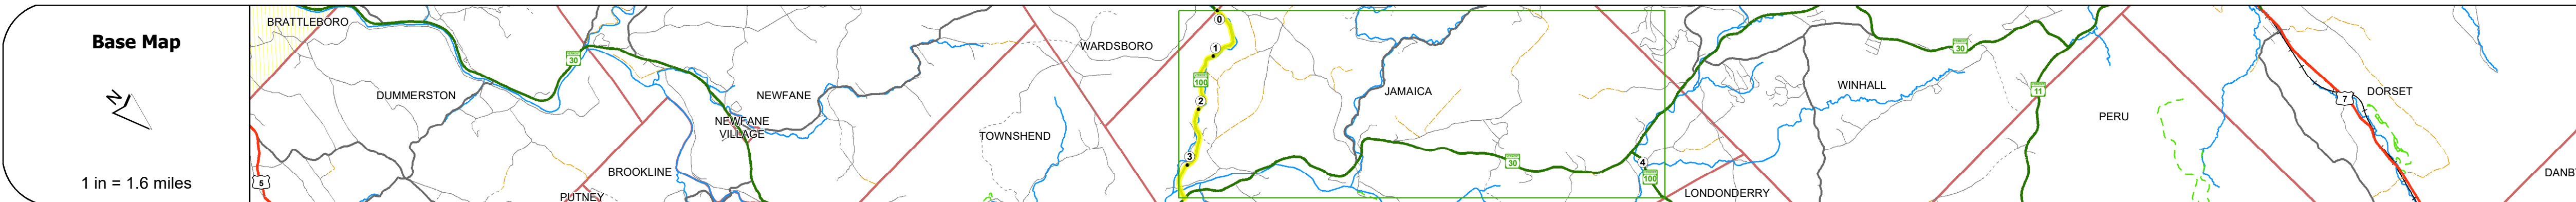 Base Map
N
1 in = 1.6 miles
BRATTLEBORO
DUMMERSTON
5
30
PUTNEY
BROOKLINE
NEWFANE
NEWFANE
VILLAGE
TOWNSHEND
WARDSBORO
0
1
100
2
3
JAMAICA
30
4
100
LONDONDERRY
WINHALL
30
11
PERU
7
DORSET
DANB